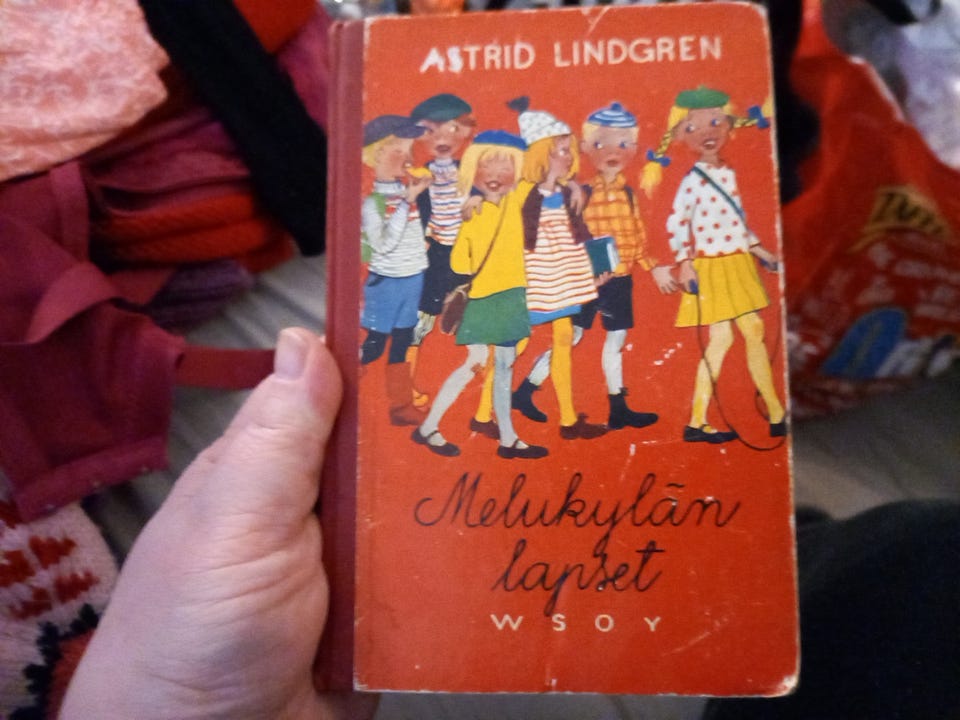 ASTRID LINDGREN
Melukylän
lapset
WSOY